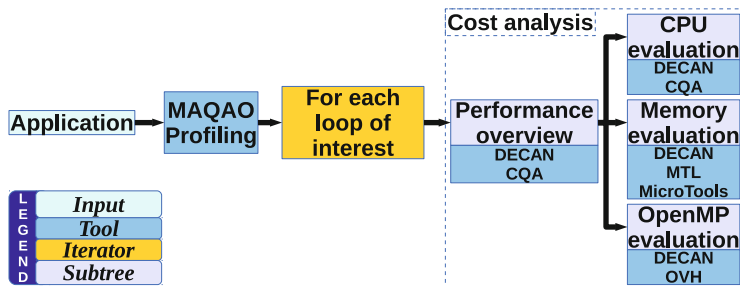 Cost analysis
Application
MAQAO
Profiling
For each
loop of
interest
Performance
overview
DECAN
CQA
CPU
evaluation
DECAN
CQA
Memory
evaluation
DECAN
MTL
MicroTools
OpenMP
evaluation
DECAN
OVH
LEGEND
Input
Tool
Iterator
Subtree